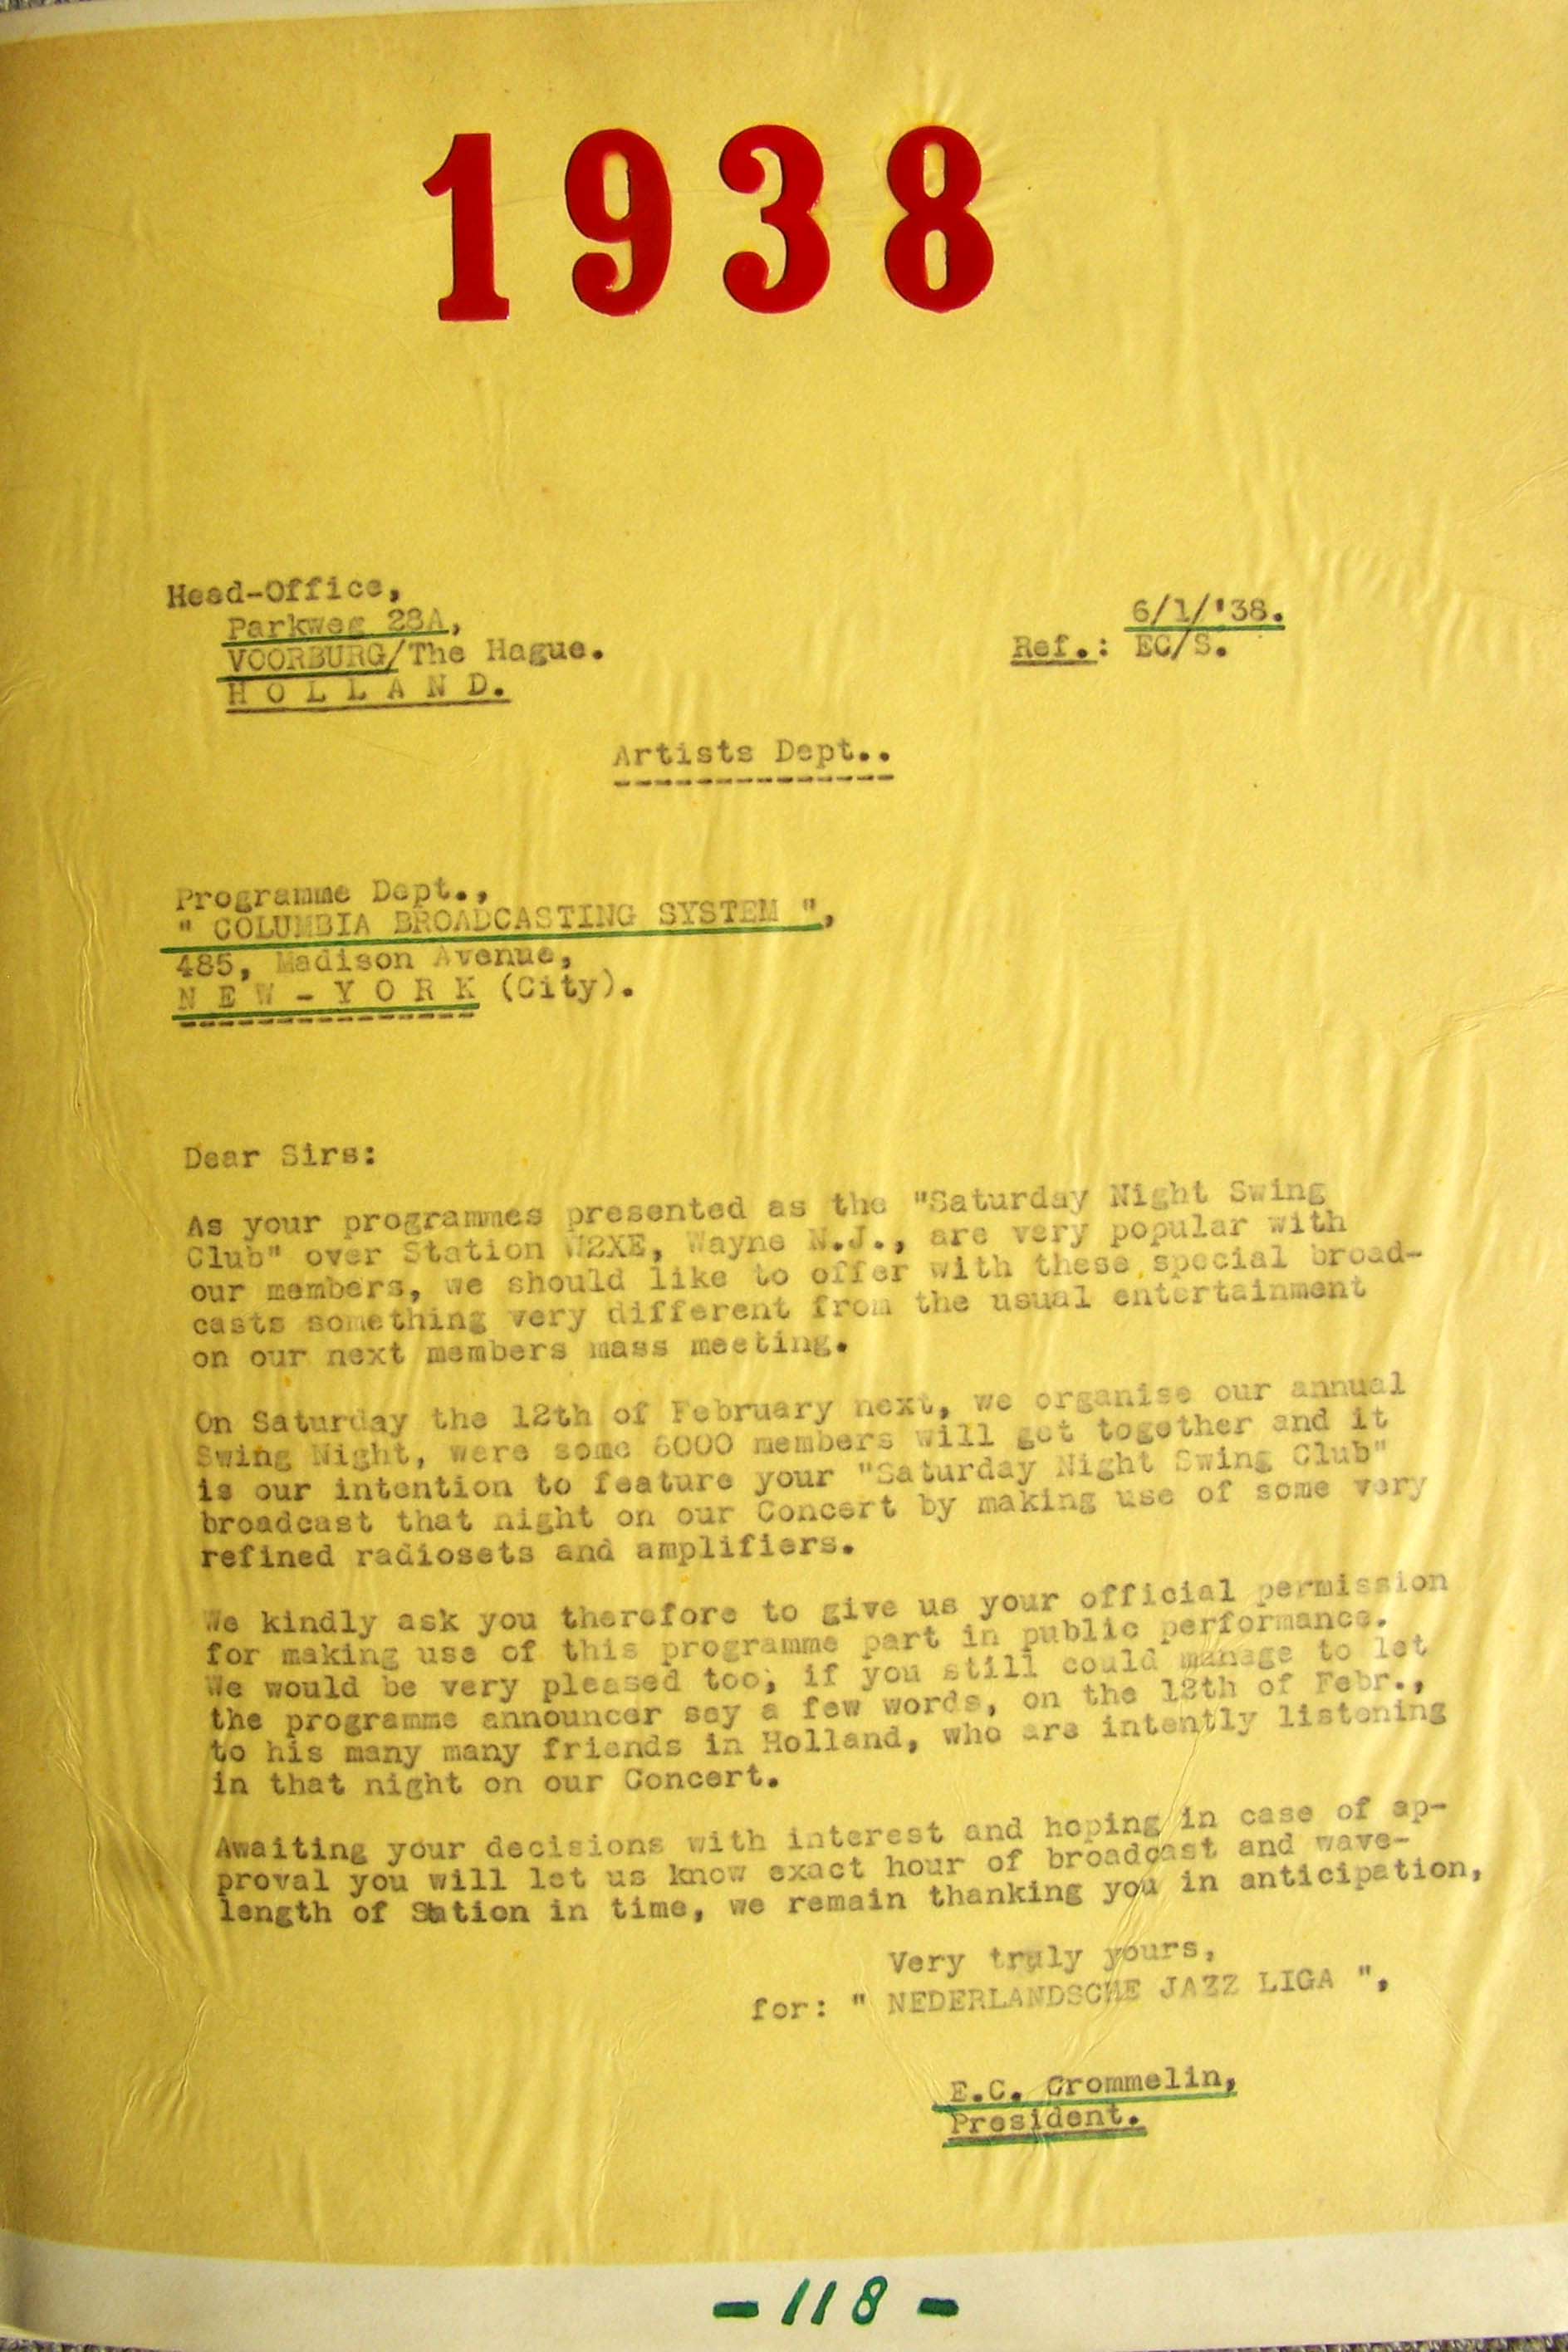 1938
Head-Office,
Parkweg 28A,
VOORBURG/The Hague.
H O L L A N D.
6/1/'38.
Ref.: EC/S.
Artists Dept..
Programme Dept.,
" COLUMBIA BROADCASTING SYSTEM ",
485, Madison Avenue,
N E W - Y O R K (City).
Dear Sirs:
As your programmes presented as the "Saturday Night Swing
Club" over Station W2XE, Wayne N.J., are very popular with
our members, we should like to offer with these special broad-
casts something very different from the usual entertainment
on our next members mass meeting.
On Saturday the 12th of February next, we organise our annual
Swing Night, were some 6000 members will get together and it
is our intention to feature your "Saturday Night Swing Club"
broadcast that night on our Concert by making use of some very
refined radiosets and amplifiers.
We kindly ask you therefore to give us your official permission
for making use of this programme part in public performance.
We would be very pleased too, if you still could manage to let
the programme announcer say a few words, on the 12th of Febr.,
to his many many friends in Holland, who are intently listening
in that night on our Concert.
Awaiting your decisions with interest and hoping in case of ap-
proval you will let us know exact hour of broadcast and wave-
length of Station in time, we remain thanking you in anticipation,
Very truly yours,
for: " NEDERLANDSCHE JAZZ LIGA ",
E.C. Crommelin,
President.
-118-